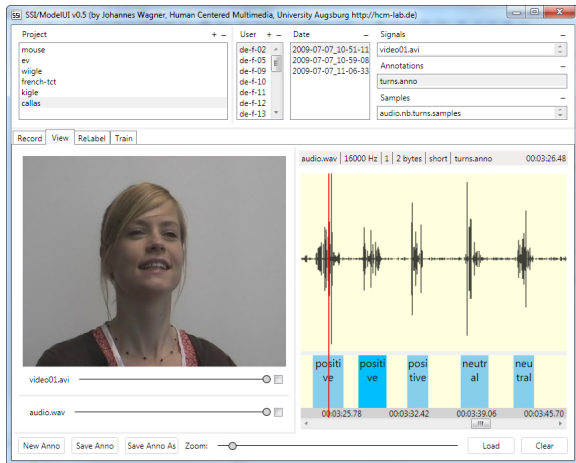 SSI/ModelUI v0.5 (by Johannes Wagner, Human Centered Multimedia, University Augsburg http://hcm-lab.de/)
Project + -
mouse
ev
wiigle
french-tct
kigle
callas
User + -
de-f-02
de-f-05
de-f-09
de-f-10
de-f-11
de-f-12
de-f-13
Date -
2009-07-07_10-51-11
2009-07-07_10-59-08
2009-07-07_11-06-33
Signals -
video01.avi
Annotations -
turns.anno
Samples -
audio.nb.turns.samples
Record View ReLabel Train
audio.wav 16000 Hz 1 2 bytes short turns.anno 00:03:26.48
positi
ve
positi
ve
posi
tive
neutr
al
neu
tral
00:03:25.78 00:03:32.42 00:03:39.06 00:03:45.70
video01.avi
audio.wav
New Anno Save Anno Save Anno As Zoom: Load Clear